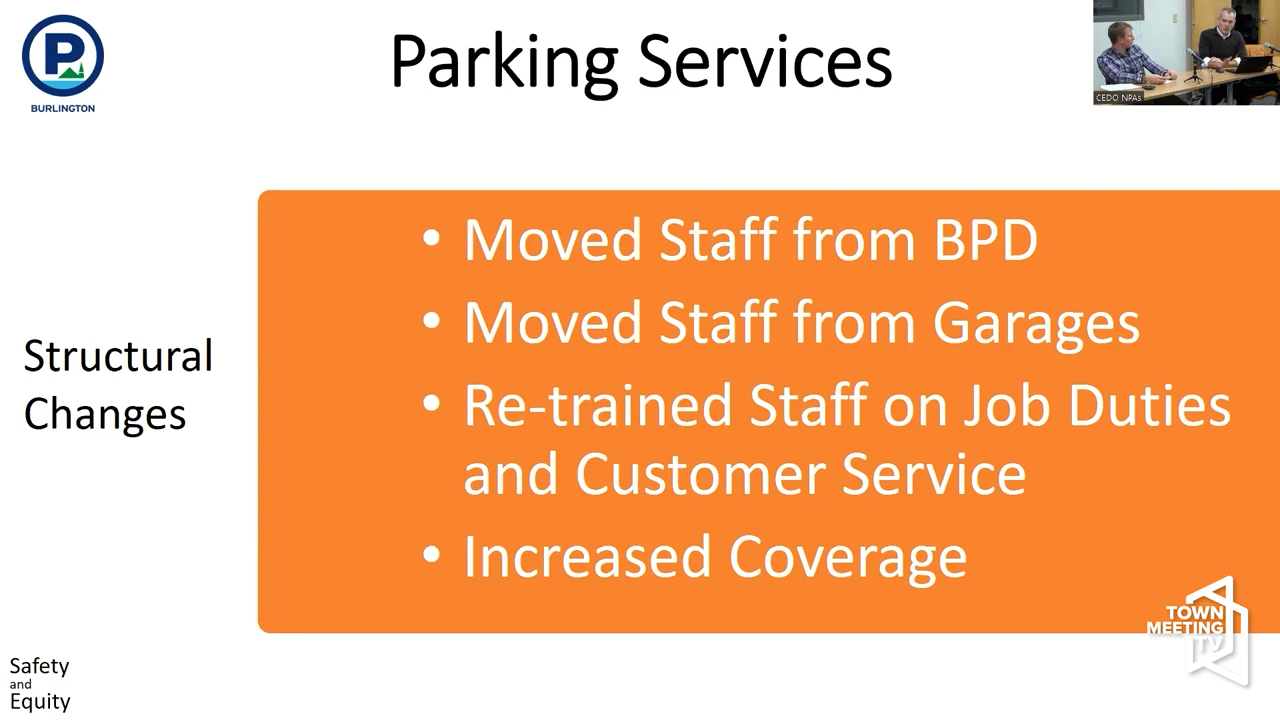 P
BURLINGTON
Parking Services
CEDO NPAs
Structural
Changes
• Moved Staff from BPD
• Moved Staff from Garages
• Re-trained Staff on Job Duties
and Customer Service
• Increased Coverage
TOWN
MEETING
TV
Safety
and
Equity